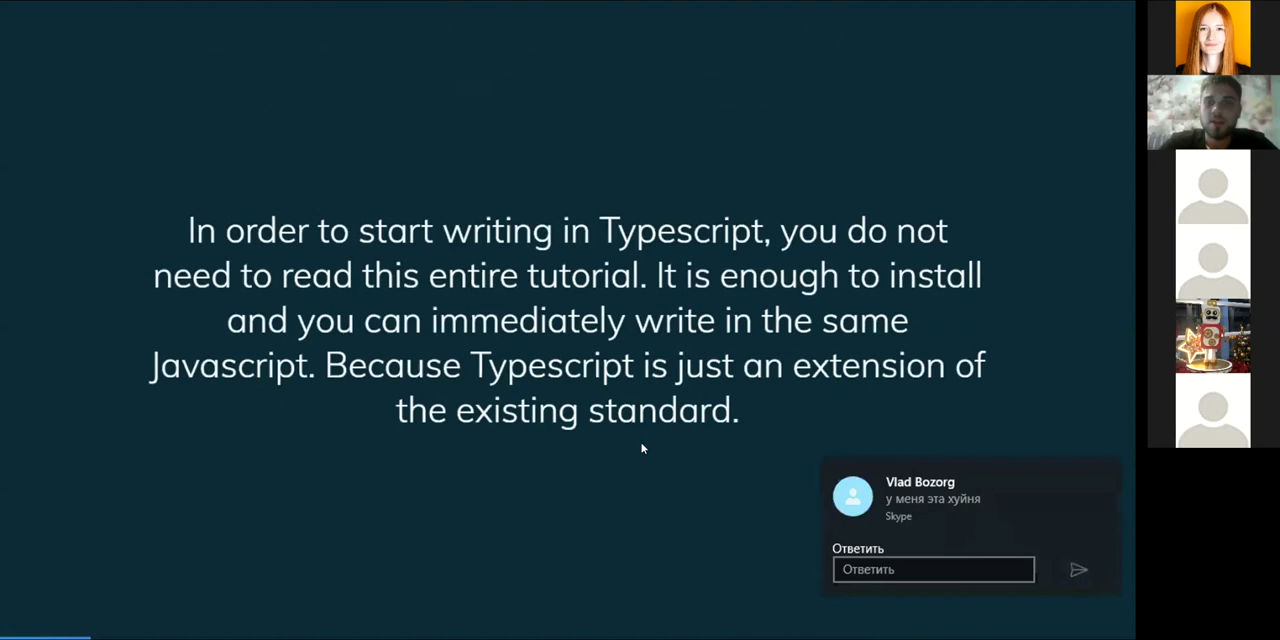 In order to start writing in Typescript, you do not
need to read this entire tutorial. It is enough to install
and you can immediately write in the same
Javascript. Because Typescript is just an extension of
the existing standard.
Vlad Bozorg
у меня эта хуйня
Skype
Ответить
Ответить